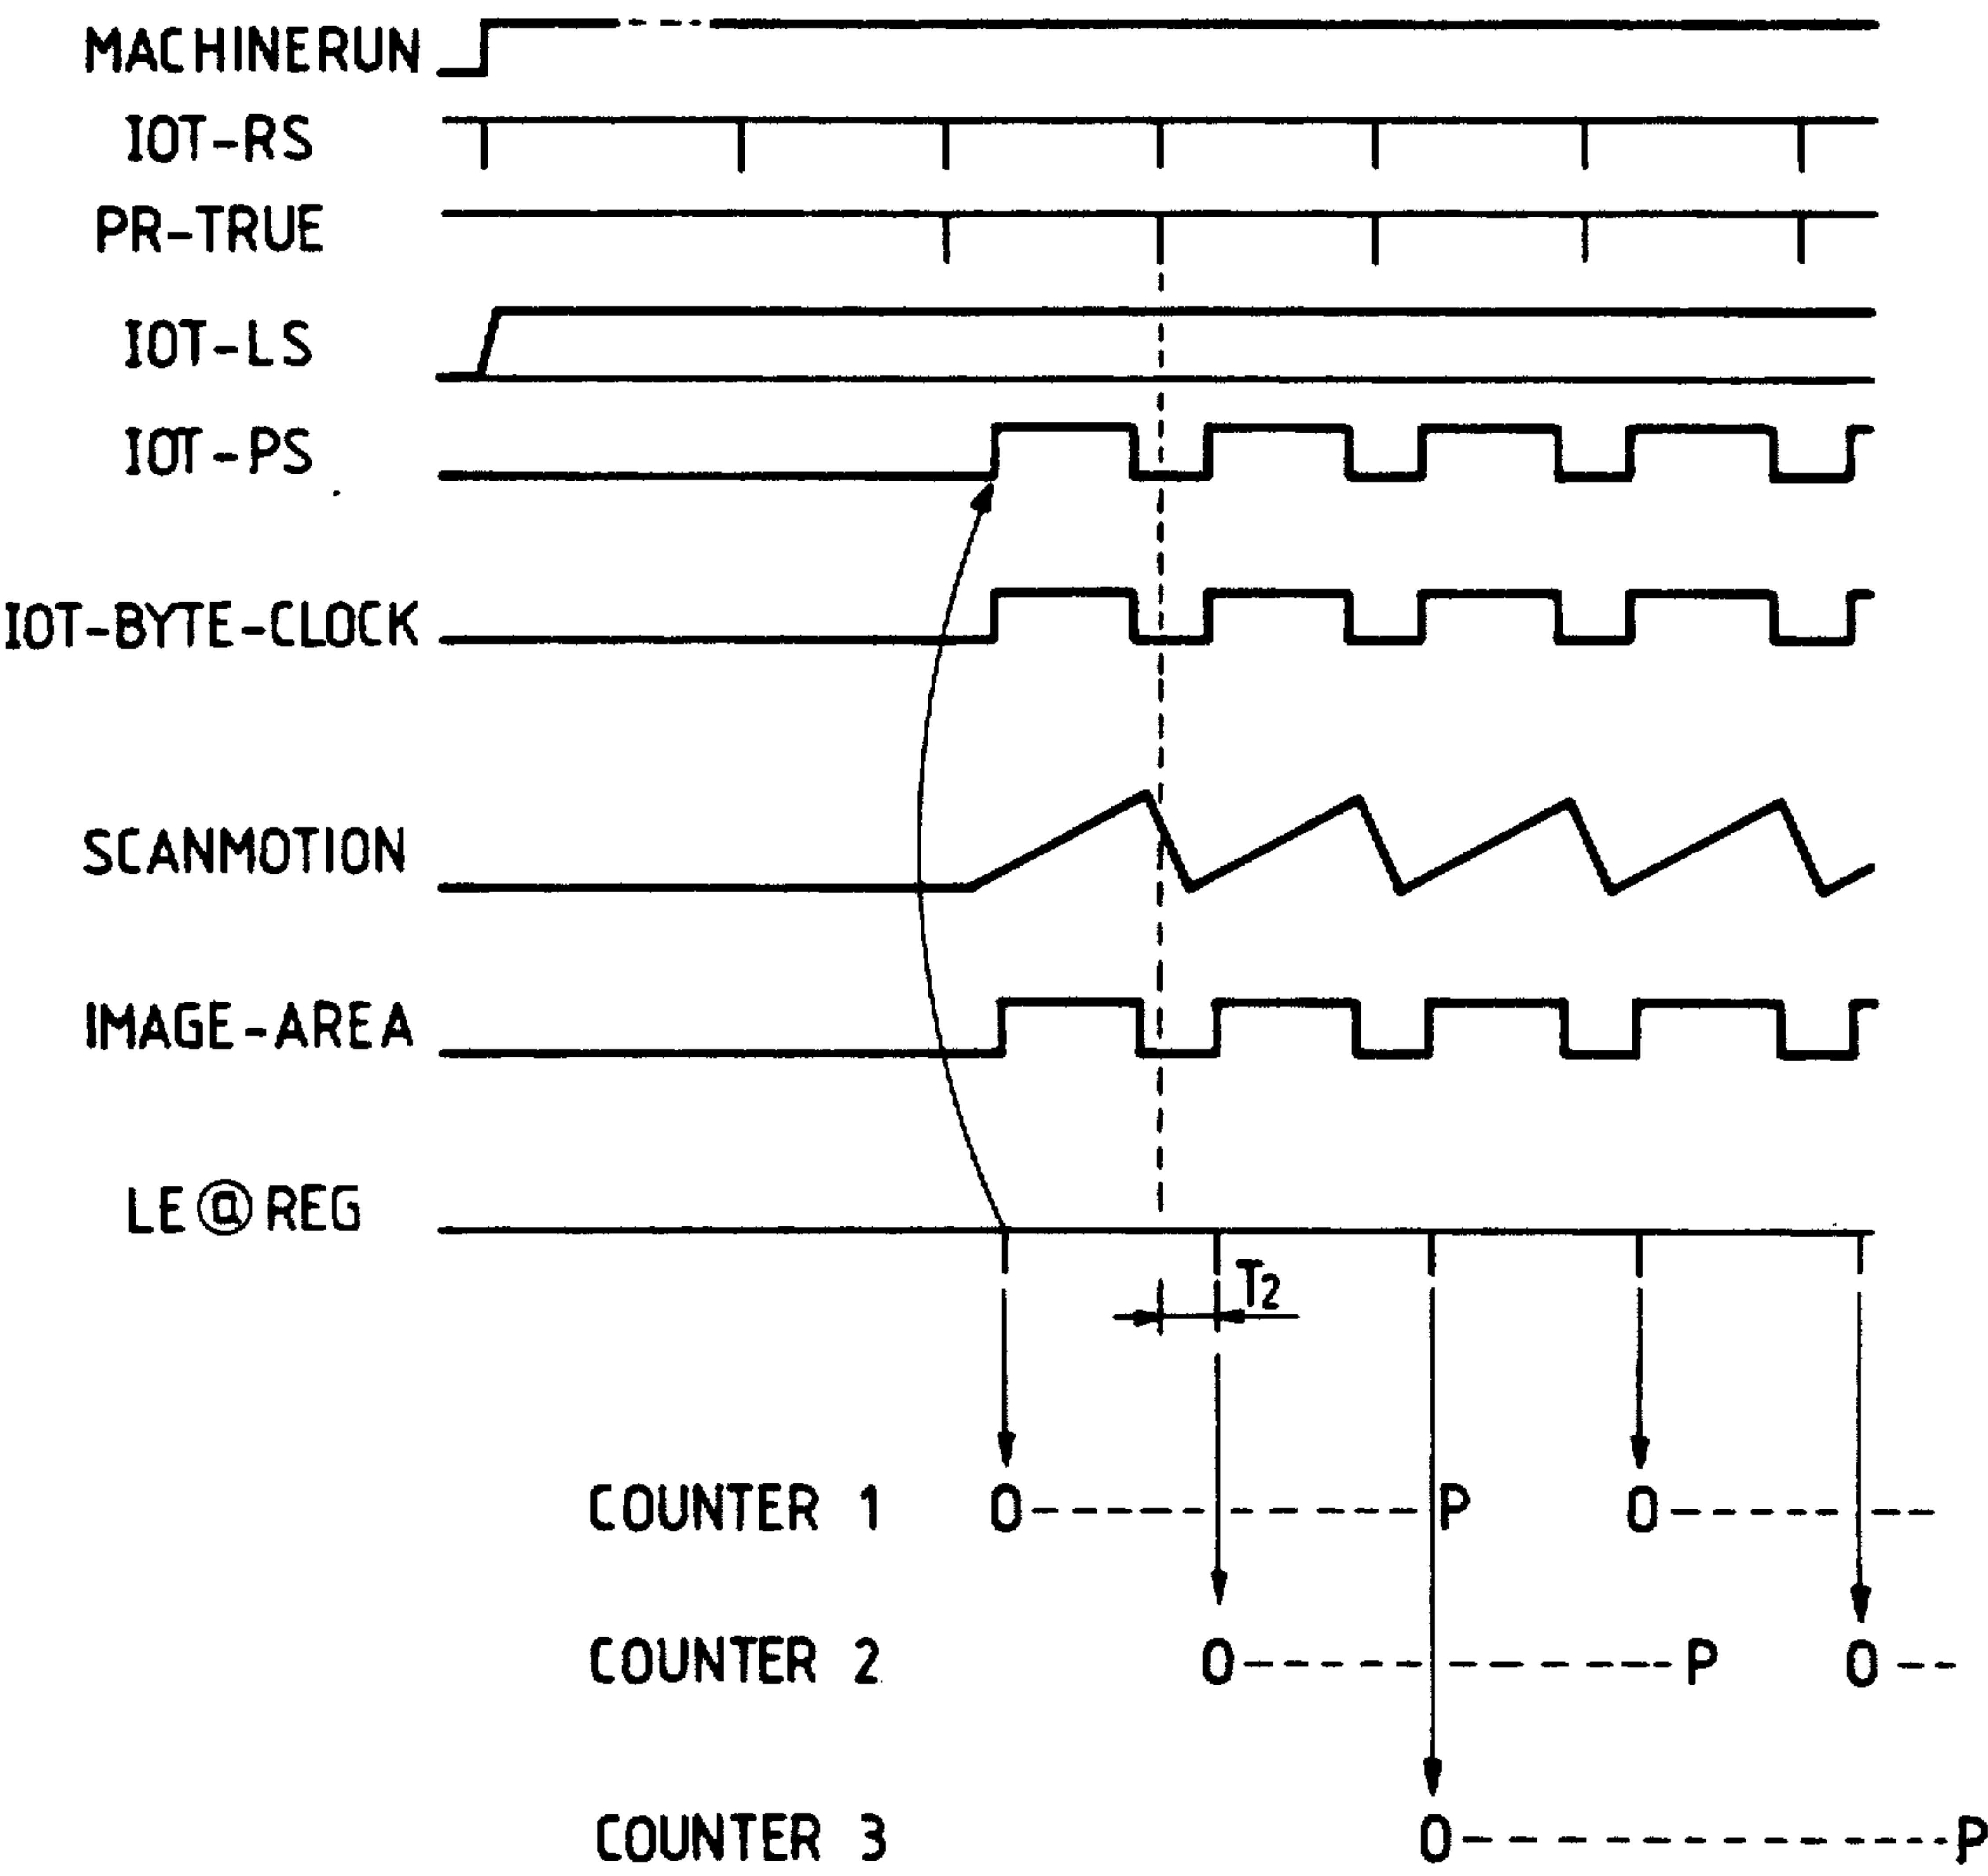 MACHINERUN
IOT-RS
PR-TRUE
IOT-LS
IOT-PS
IOT-BYTE-CLOCK
SCANMOTION
IMAGE-AREA
LE@REG
T2
COUNTER 1 0 P 0
COUNTER 2 0 P 0
COUNTER 3 0 P